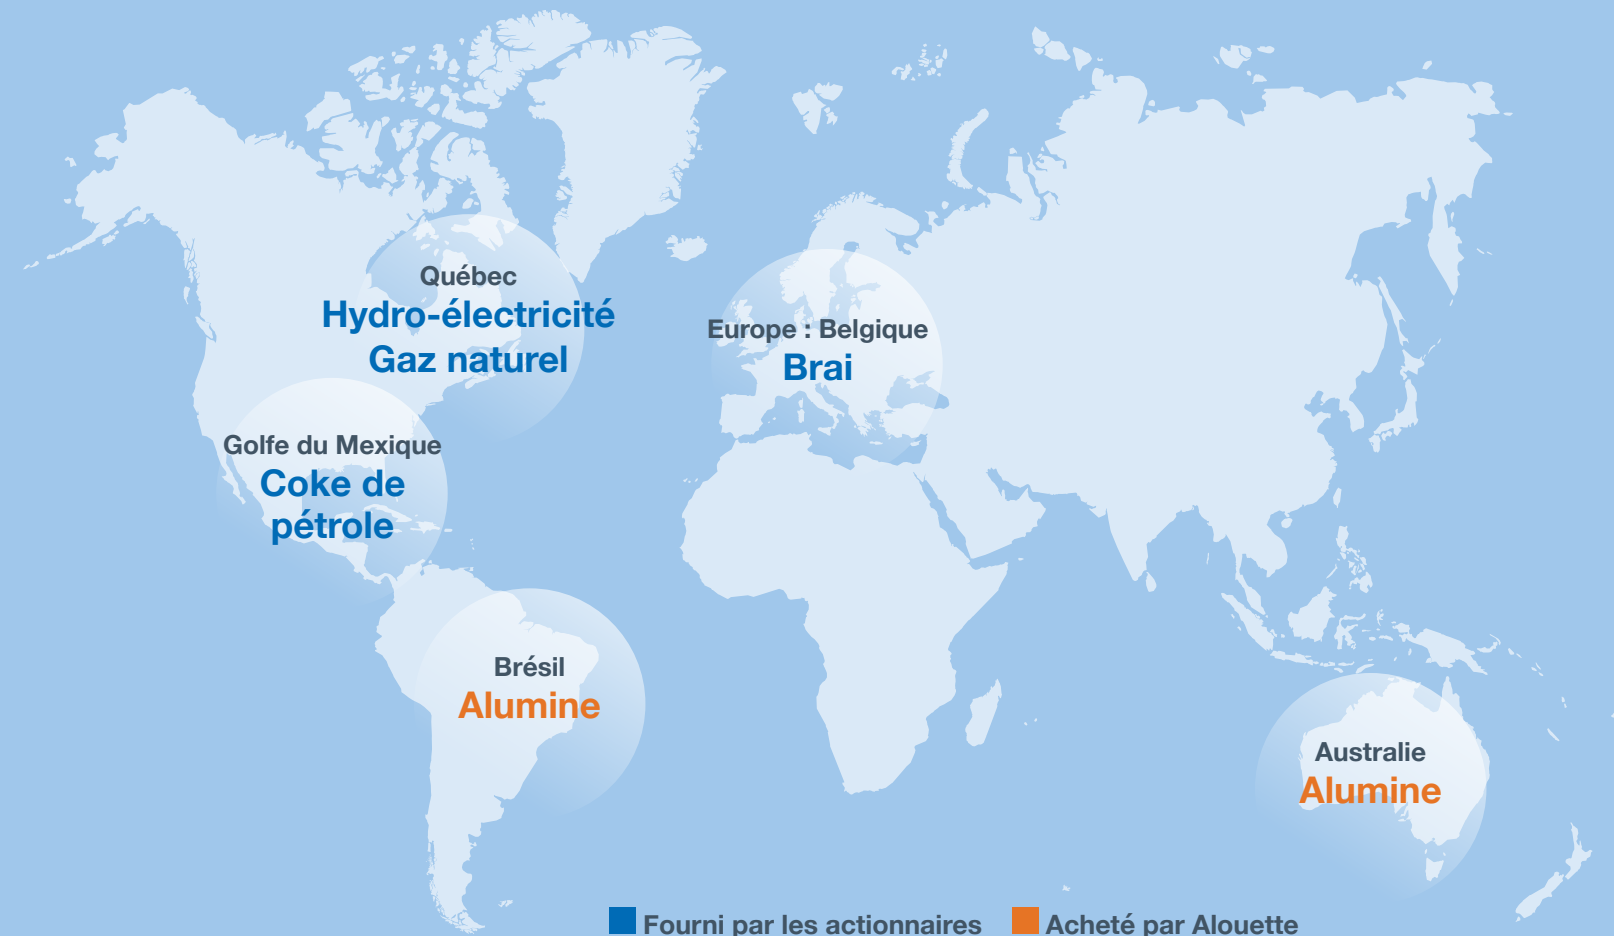 Québec
Hydro-électricité
Gaz naturel
Europe : Belgique
Brai
Golfe du Mexique
Coke de
pétrole
Brésil
Alumine
Australie
Alumine
Fourni par les actionnaires
Acheté par Alouette